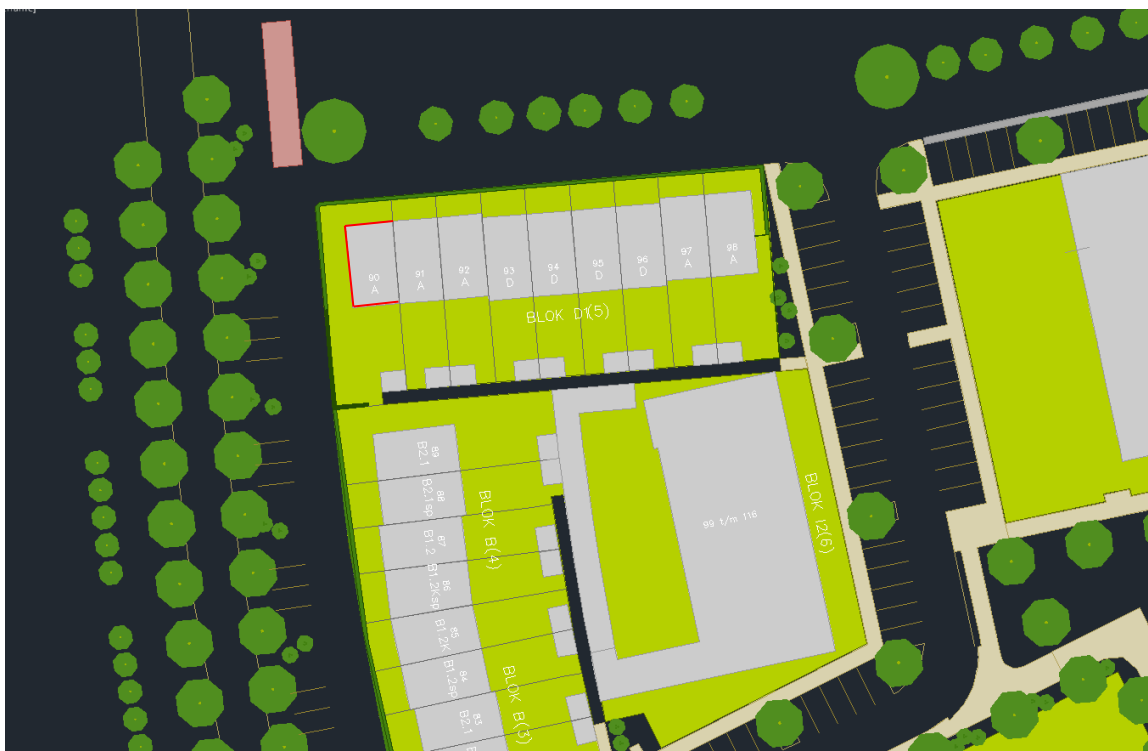 90
A
91
A
92
A
93
D
94
D
95
D
96
D
97
A
98
A
BLOK D1(5)
89
B2.1
88
B2.1sp
87
B1.2
86
B1.2Ksp
85
B1.2K
84
B1.2sp
83
B2.1
BLOK B(4)
BLOK B(3)
99 t/m 116
BLOK I2(6)